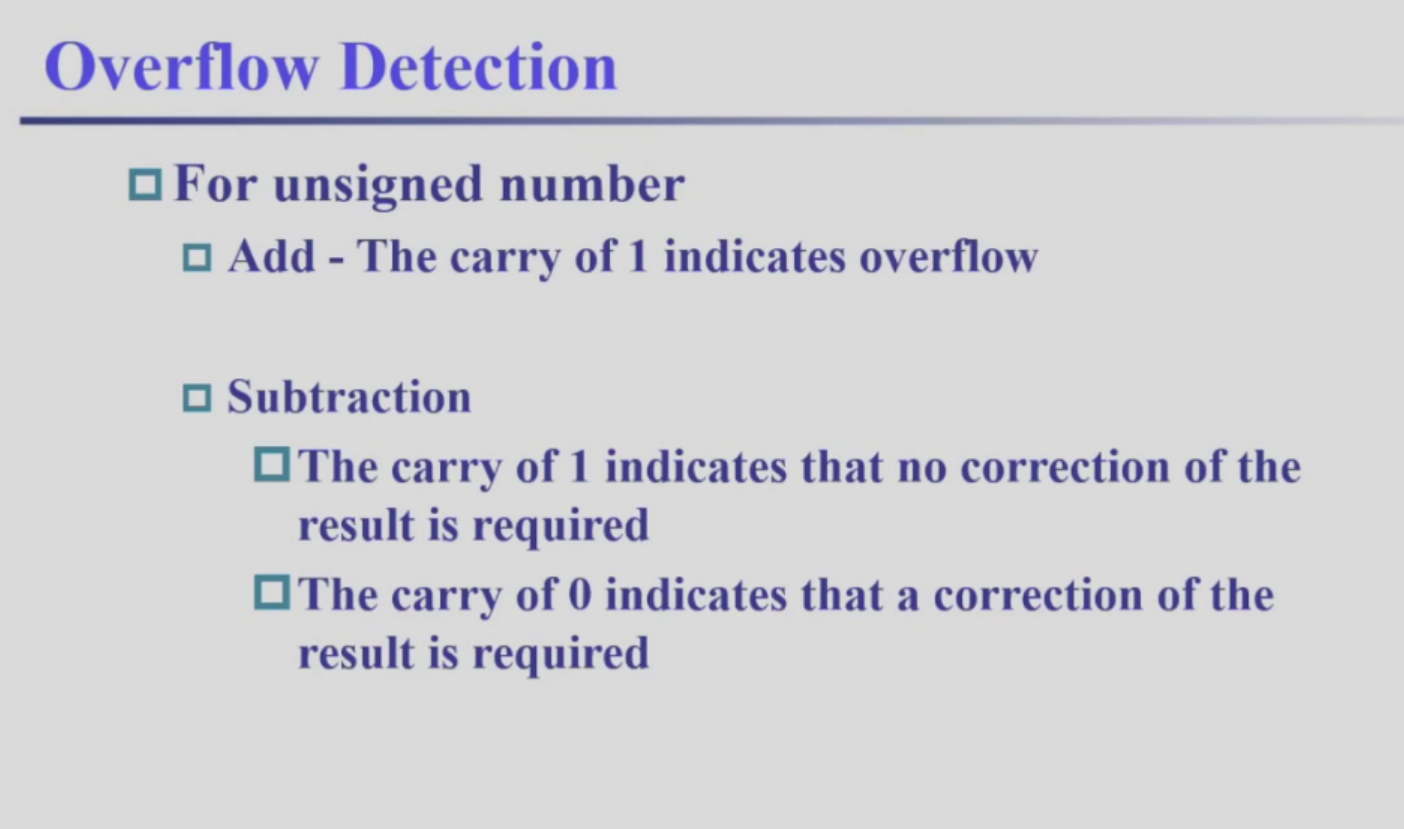 Overflow Detection
For unsigned number
Add - The carry of 1 indicates overflow
Subtraction
The carry of 1 indicates that no correction of the
result is required
The carry of 0 indicates that a correction of the
result is required